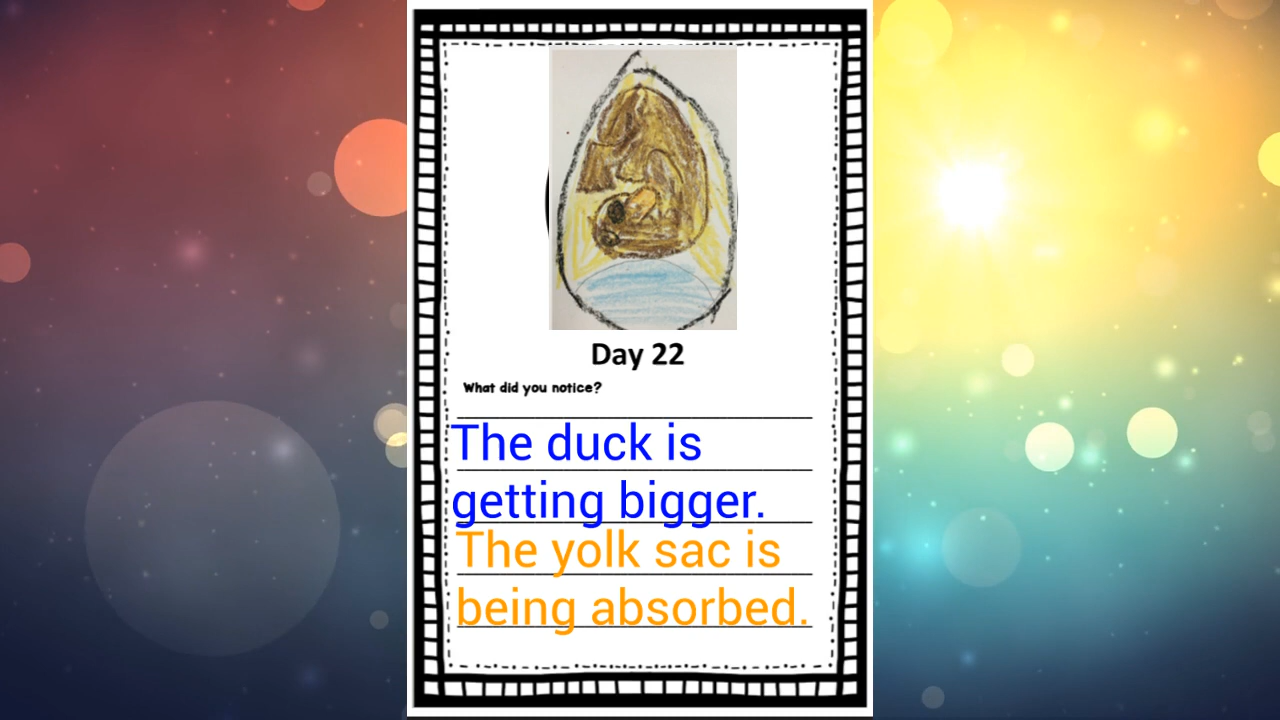 Day 22
What did you notice?
The duck is
getting bigger.
The yolk sac is
being absorbed.